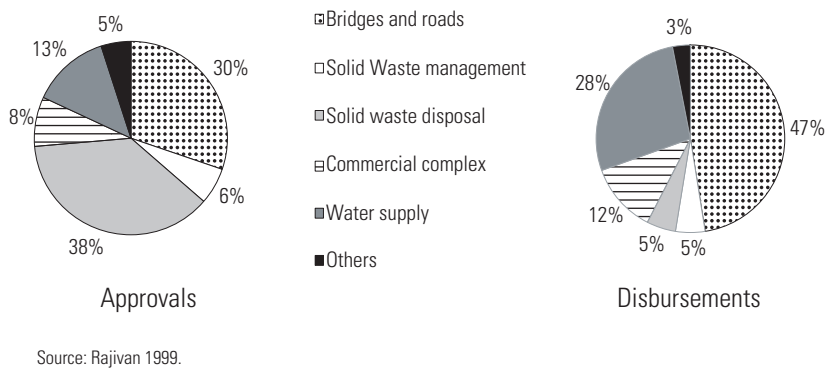 5%
13%
30%
8%
6%
38%
Approvals
Bridges and roads
Solid Waste management
Solid waste disposal
Commercial complex
Water supply
Others
3%
28%
47%
12%
5%
5%
Disbursements
Source: Rajivan 1999.